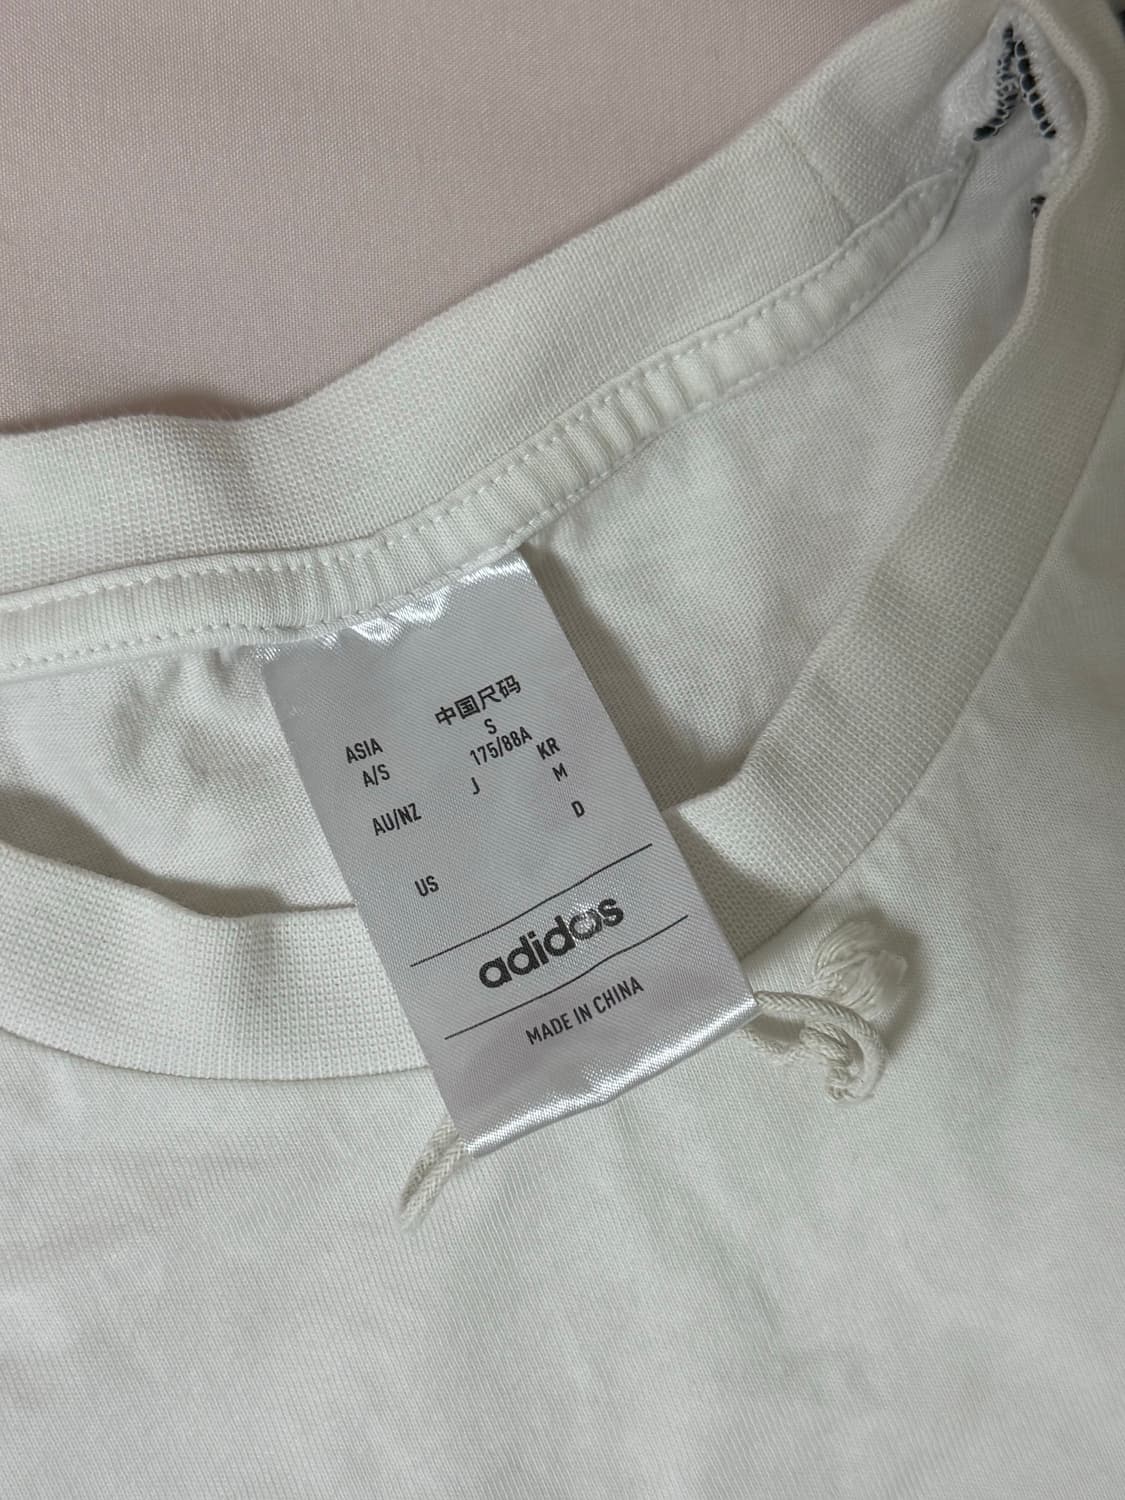 中国尺码
S
ASIA 175/88A KR
A/S J M
AU/NZ D
US
adidas
MADE IN CHINA